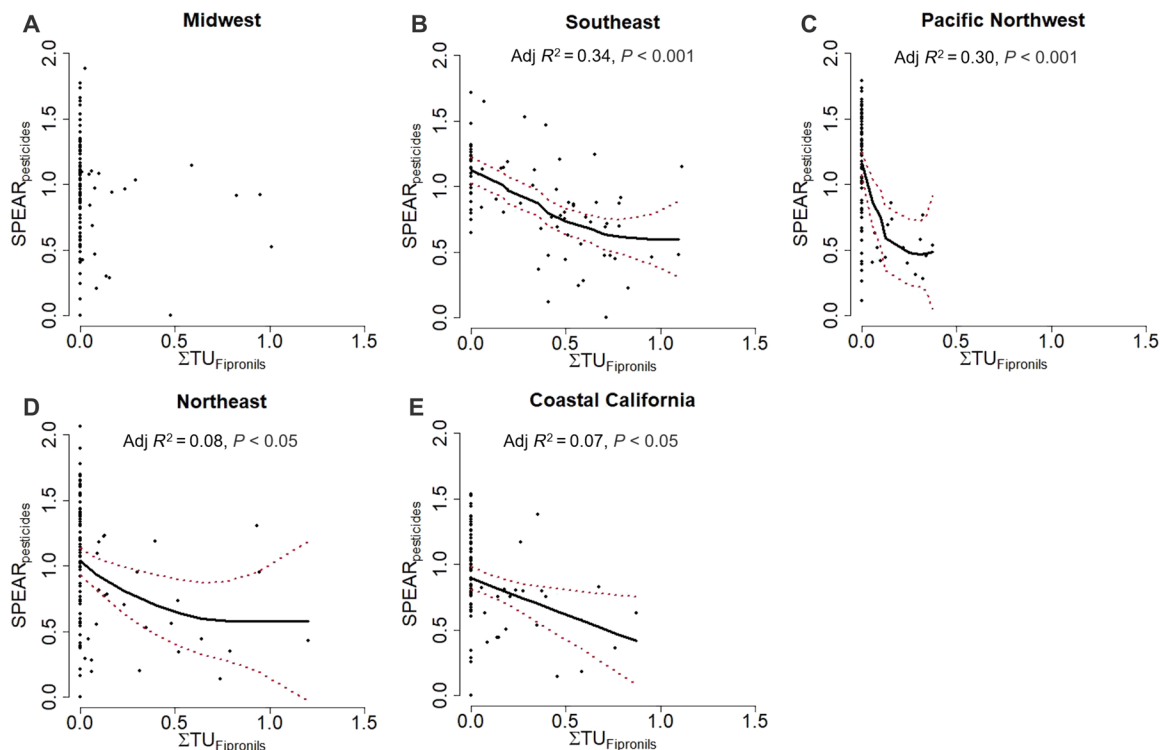 A
Midwest
2.0
1.5
1.0
0.5
0.0
SPEARpesticides
0.0 0.5 1.0 1.5
ΣTUFipronils
B
Southeast
Adj R² = 0.34, P < 0.001
2.0
1.5
1.0
0.5
0.0
SPEARpesticides
0.0 0.5 1.0 1.5
ΣTUFipronils
C
Pacific Northwest
Adj R² = 0.30, P < 0.001
2.0
1.5
1.0
0.5
0.0
SPEARpesticides
0.0 0.5 1.0 1.5
ΣTUFipronils
D
Northeast
Adj R² = 0.08, P < 0.05
2.0
1.5
1.0
0.5
0.0
SPEARpesticides
0.0 0.5 1.0 1.5
ΣTUFipronils
E
Coastal California
Adj R² = 0.07, P < 0.05
2.0
1.5
1.0
0.5
0.0
SPEARpesticides
0.0 0.5 1.0 1.5
ΣTUFipronils